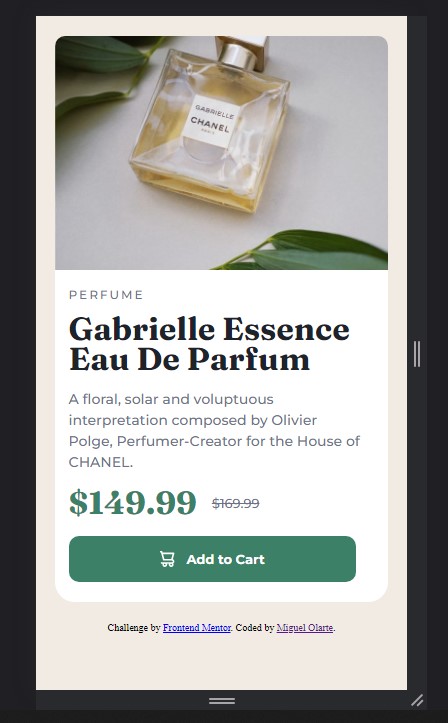 GABRIELLE
CHANEL
PARIS
PERFUME
Gabrielle Essence
Eau De Parfum
A floral, solar and voluptuous
interpretation composed by Olivier
Polge, Perfumer-Creator for the House of
CHANEL.
$149.99 $169.99
Add to Cart
Challenge by Frontend Mentor. Coded by Miguel Olarte.